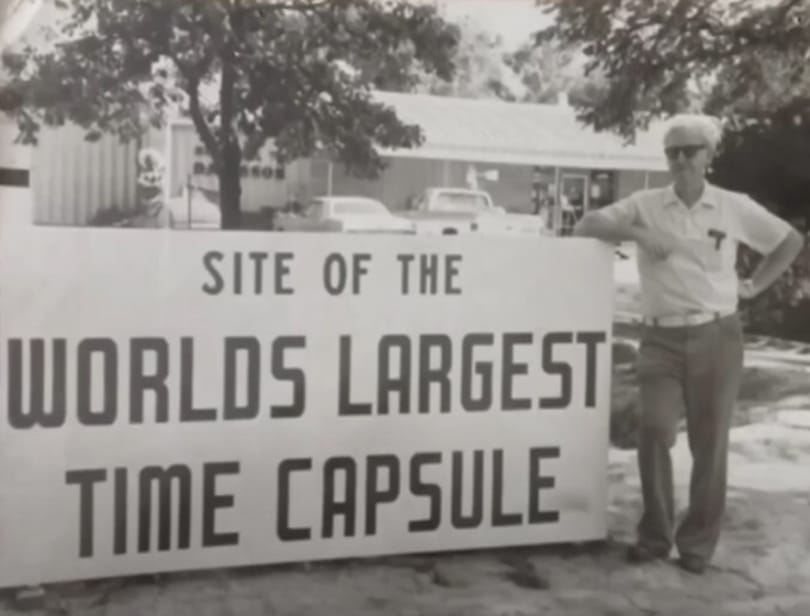 SITE OF THE
WORLDS LARGEST
TIME CAPSULE